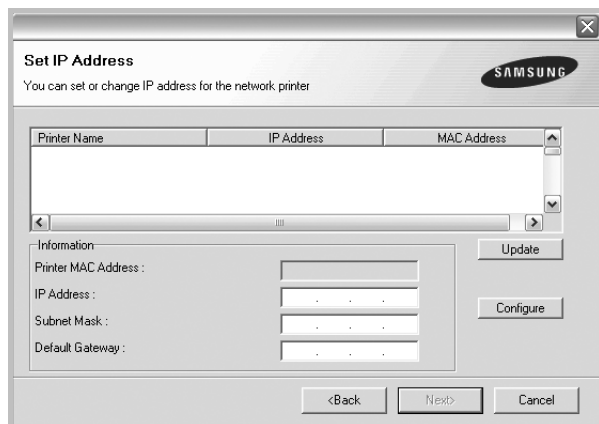 Set IP Address
You can set or change IP address for the network printer
SAMSUNG
Printer Name IP Address MAC Address
Information
Update
Printer MAC Address :
IP Address :
Configure
Subnet Mask :
Default Gateway :
<Back Next> Cancel